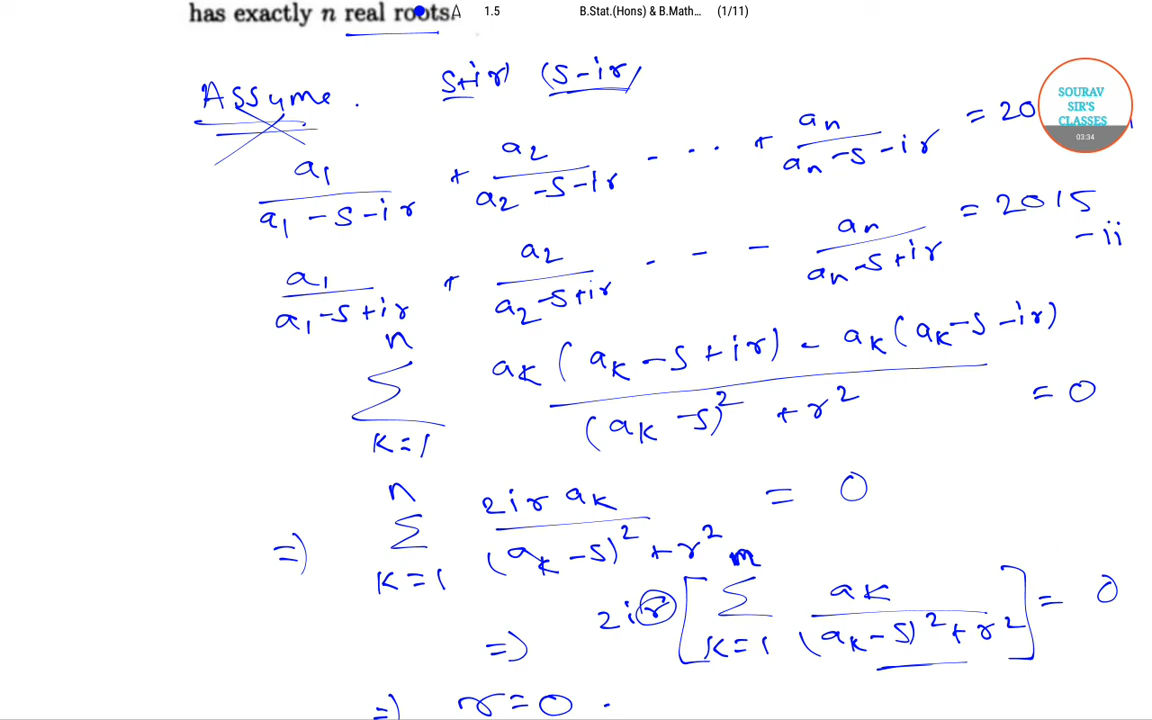 has exactly n real roots
1.5 B.Stat.(Hons) & B.Math... (1/11)
SOURAV
SIR'S
CLASSES
03:34
Assume. s+ir (s-ir)
a1/(a1-s-ir) + a2/(a2-s-ir) - - - + an/(an-s-ir) = 20
a1/(a1-s+ir) + a2/(a2-s+ir) - - - an/(an-s+ir) = 2015 -ii
n Σ k=1 (ak(ak-s+ir) - ak(ak-s-ir))/((ak-s)² + r²) = 0
=) n Σ k=1 2irak/((ak-s)²+r²) = 0
=) 2ir[m Σ k=1 ak/((ak-s)²+r²)] = 0
=) r=0.